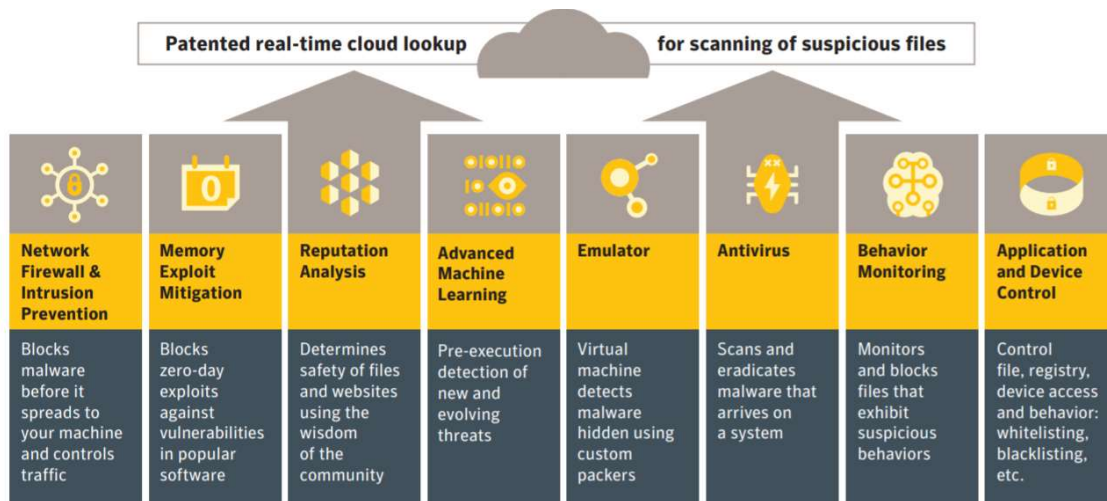 Patented real-time cloud lookup
for scanning of suspicious files
0
Network
Firewall &
Intrusion
Prevention
Blocks
malware
before it
spreads to
your machine
and controls
traffic
Memory
Exploit
Mitigation
Blocks
zero-day
exploits
against
vulnerabilities
in popular
software
Reputation
Analysis
Determines
safety of files
and websites
using the
wisdom
of the
community
Advanced
Machine
Learning
Pre-execution
detection of
new and
evolving
threats
Emulator
Virtual
machine
detects
malware
hidden using
custom
packers
Antivirus
Scans and
eradicates
malware that
arrives on
a system
Behavior
Monitoring
Monitors
and blocks
files that
exhibit
suspicious
behaviors
Application
and Device
Control
Control
file, registry,
device access
and behavior:
whitelisting,
blacklisting,
etc.